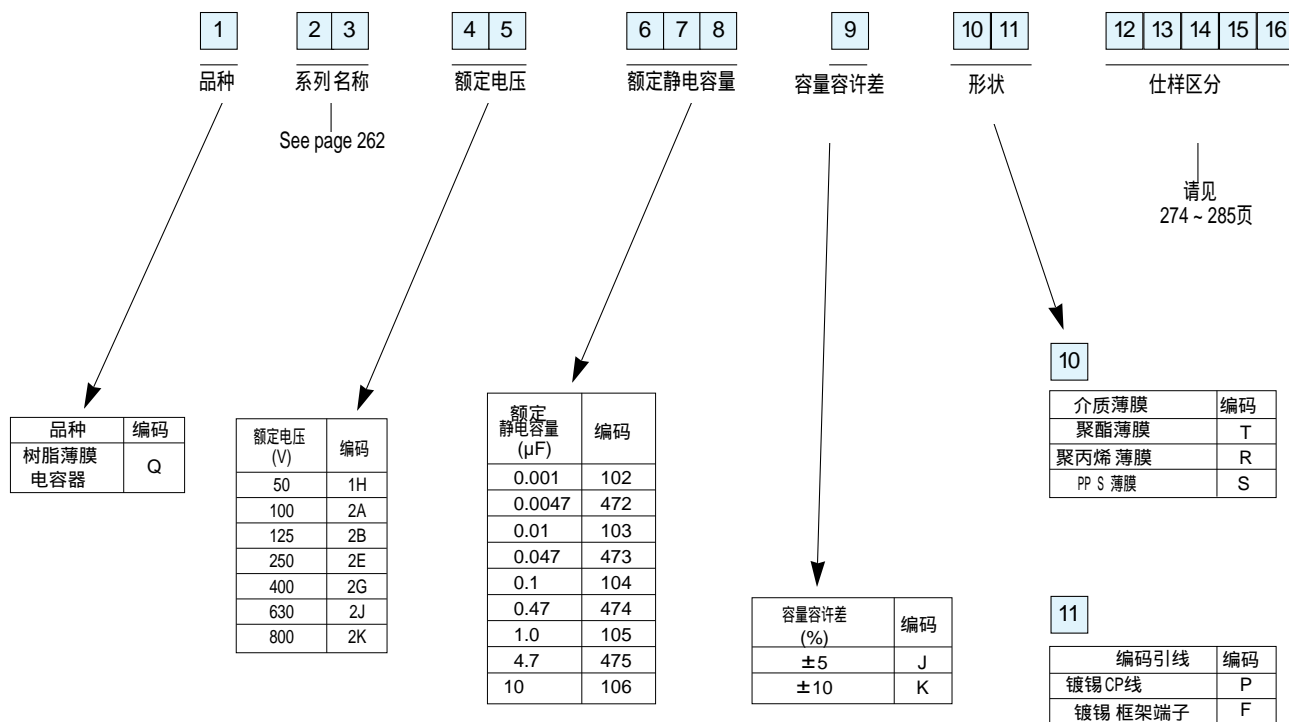 1 2 3 4 5 6 7 8 9 10 11 12 13 14 15 16
品种 系列名称 额定电压 额定静电容量 容量容许差 形状 仕样区分
See page 262
请见
274 ~ 285页
品种 编码
树脂薄膜
电容器 Q
额定电压
(V) 编码
50 1H
100 2A
125 2B
250 2E
400 2G
630 2J
800 2K
额定
静电容量
(μF) 编码
0.001 102
0.0047 472
0.01 103
0.047 473
0.1 104
0.47 474
1.0 105
4.7 475
10 106
容量容许差
(%) 编码
±5 J
±10 K
10
介质薄膜 编码
聚酯薄膜 T
聚丙烯薄膜 R
PP S 薄膜 S
11
编码引线 编码
镀锡CP线 P
镀锡 框架端子 F